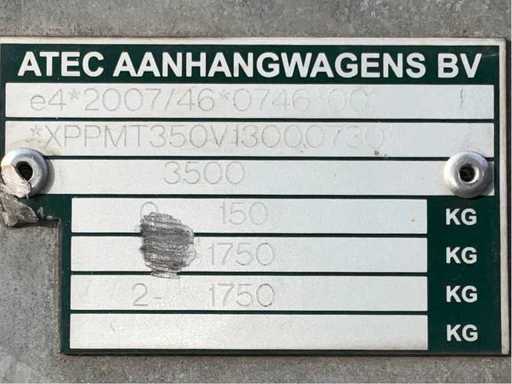 ATEC AANHANGWAGENS BV
e4*2007/46*0746*00 1
*XPPMT350V13000730
3500
0 150 KG
1750 KG
2- 1750 KG
KG